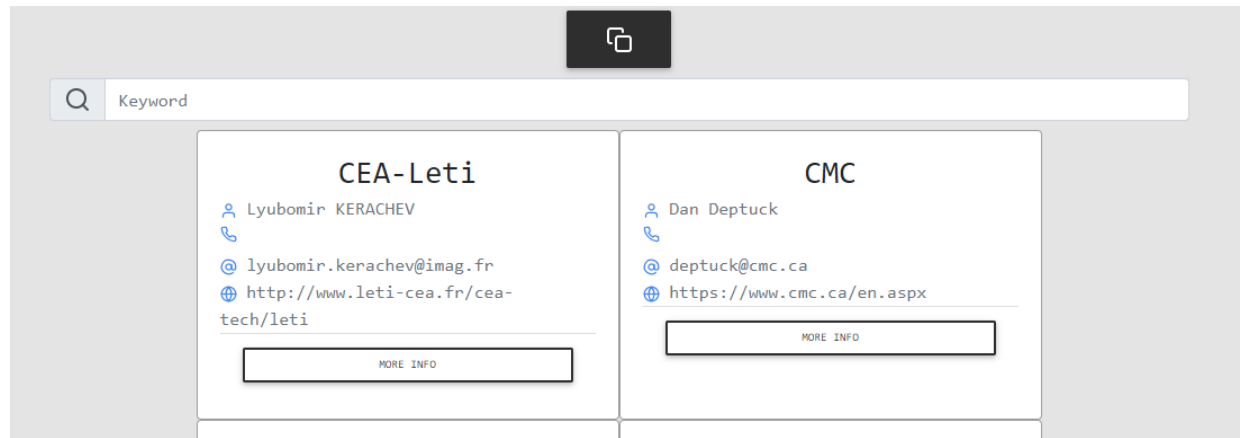 Keyword
CEA-Leti
Lyubomir KERACHEV
lyubomir.kerachev@imag.fr
http://www.leti-cea.fr/cea-
tech/leti
MORE INFO
CMC
Dan Deptuck
deptuck@cmc.ca
https://www.cmc.ca/en.aspx
MORE INFO